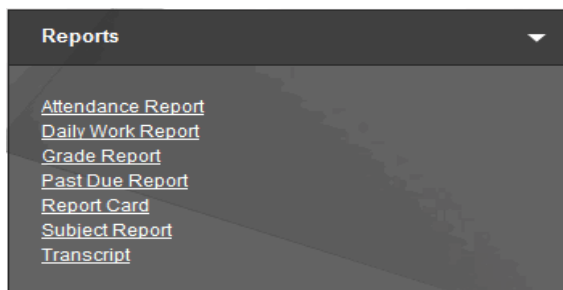 Reports
Attendance Report
Daily Work Report
Grade Report
Past Due Report
Report Card
Subject Report
Transcript